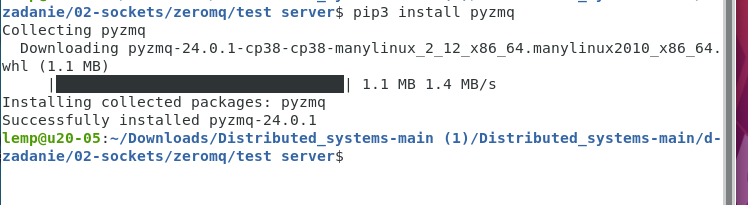 zadanie/02-sockets/zeromq/test server$ pip3 install pyzmq
Collecting pyzmq
  Downloading pyzmq-24.0.1-cp38-cp38-manylinux_2_12_x86_64.manylinux2010_x86_64.
whl (1.1 MB)
     |████████████████████████████████| 1.1 MB 1.4 MB/s
Installing collected packages: pyzmq
Successfully installed pyzmq-24.0.1
lemp@u20-05:~/Downloads/Distributed_systems-main (1)/Distributed_systems-main/d-
zadanie/02-sockets/zeromq/test server$